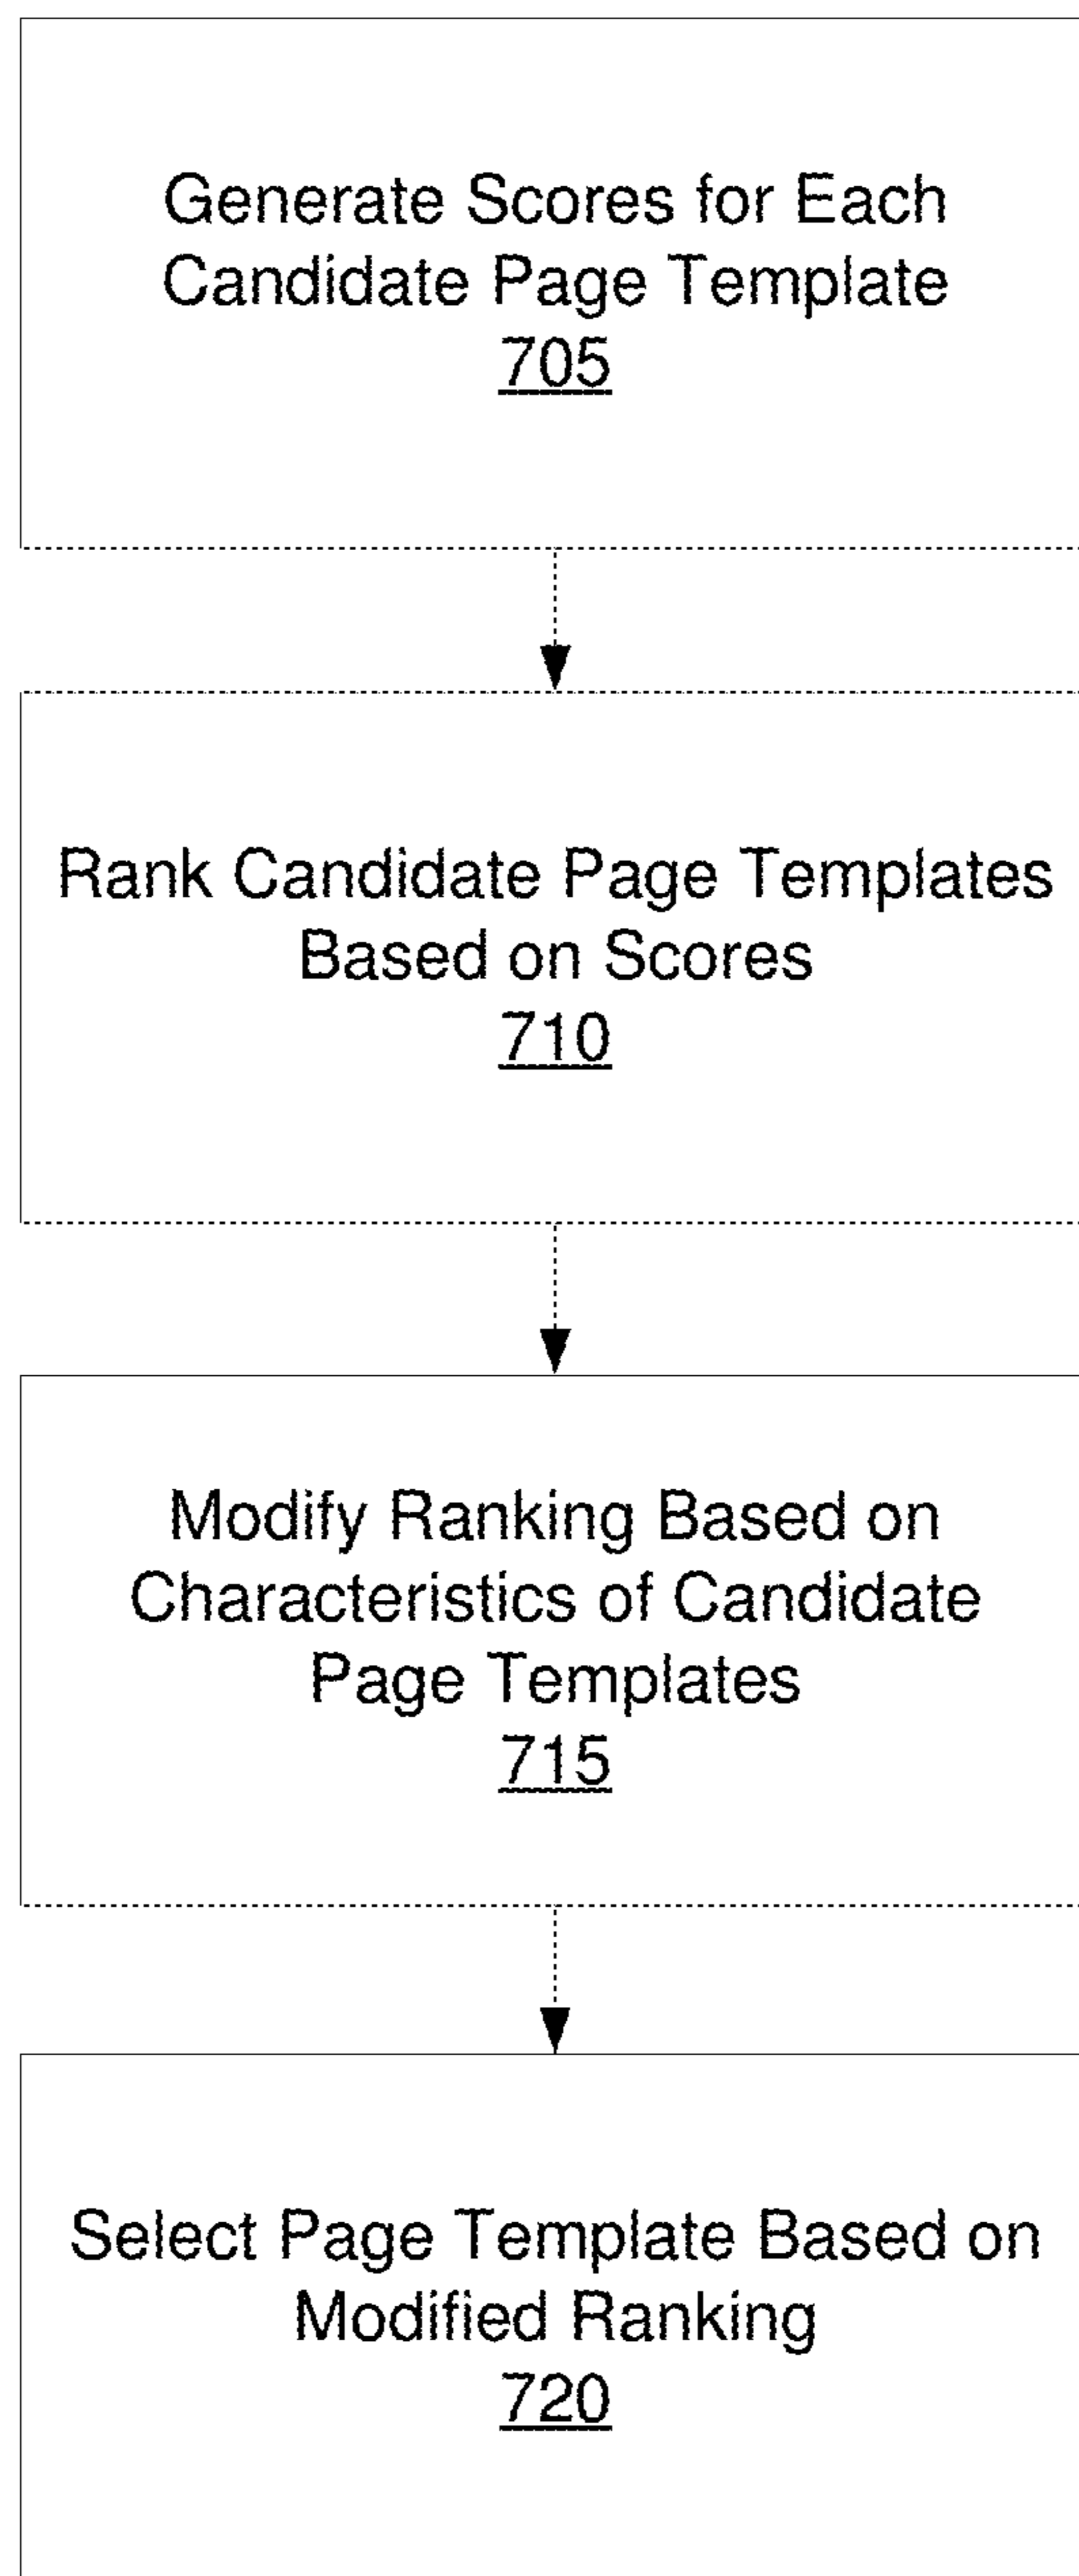 Generate Scores for Each
Candidate Page Template
705
Rank Candidate Page Templates
Based on Scores
710
Modify Ranking Based on
Characteristics of Candidate
Page Templates
715
Select Page Template Based on
Modified Ranking
720